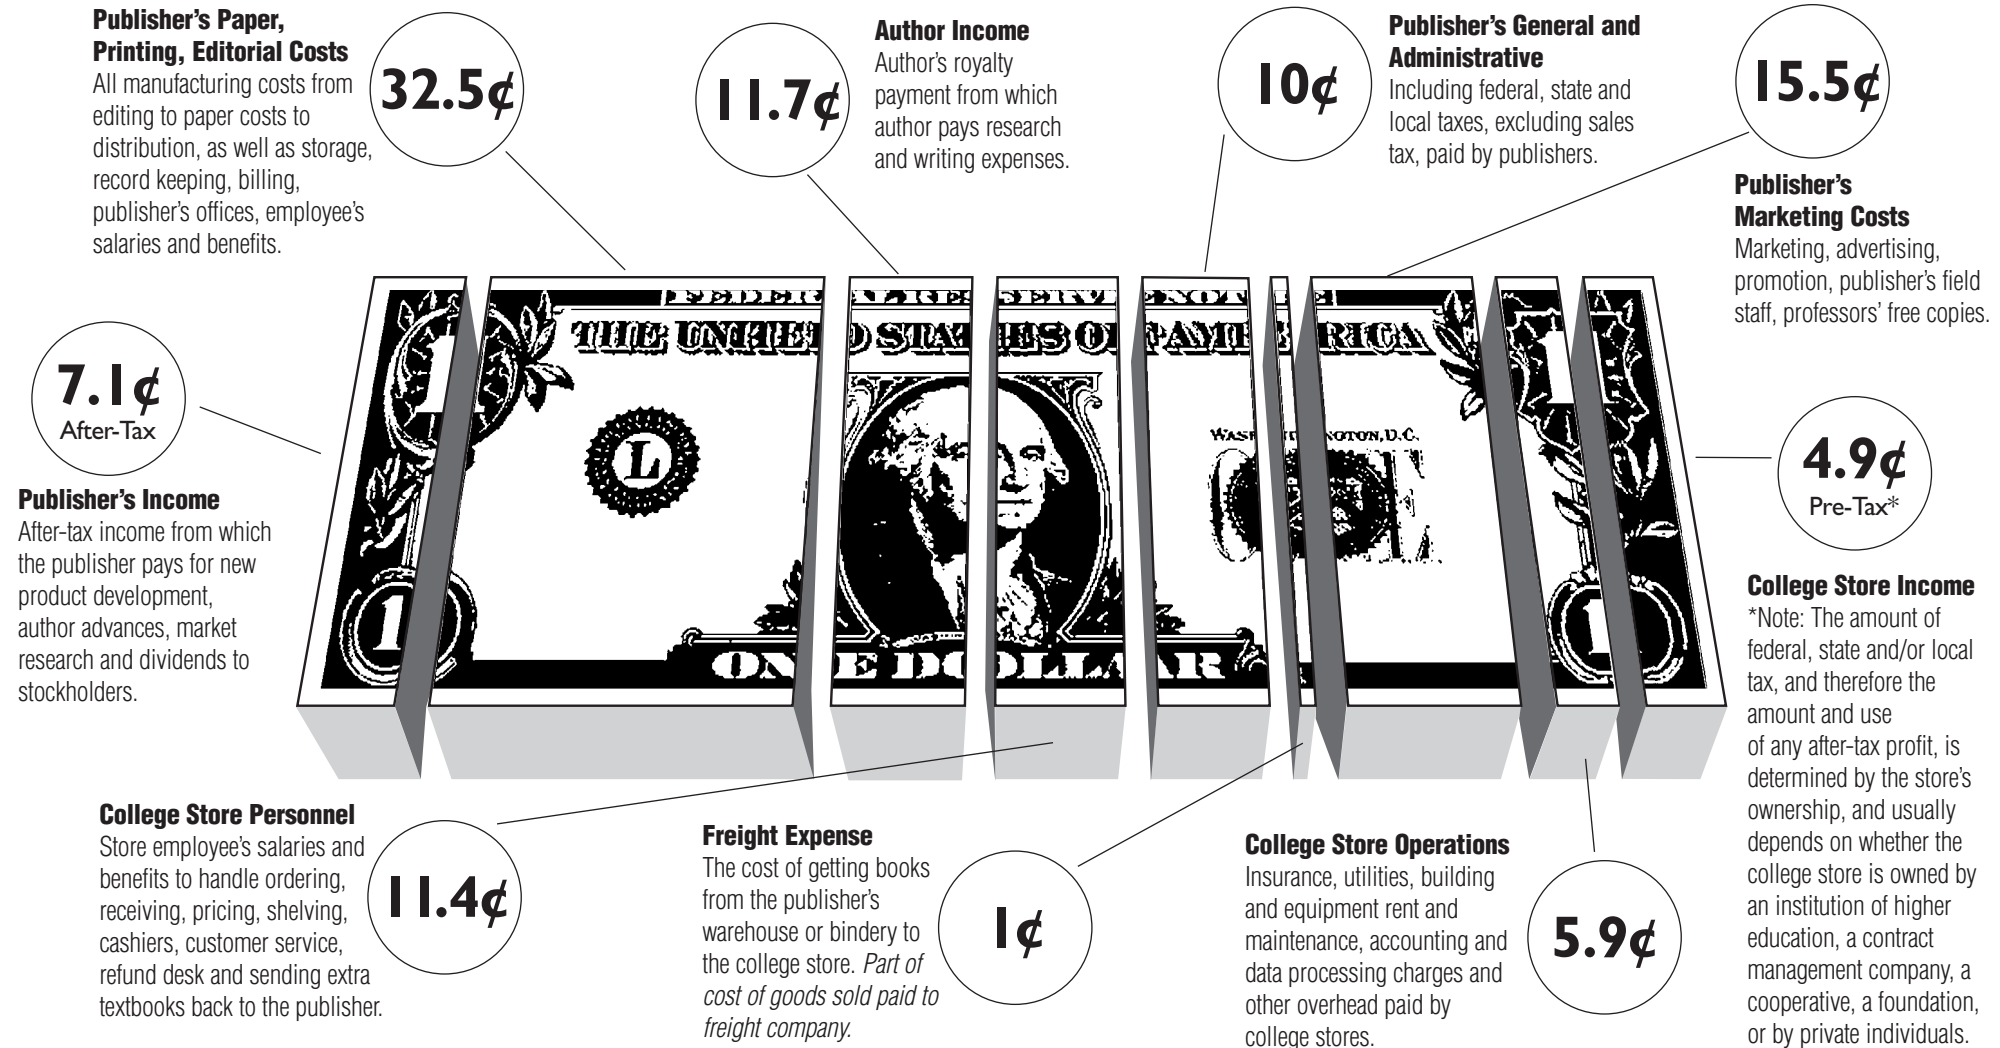 Publisher’s Paper,
Printing, Editorial Costs
All manufacturing costs from
editing to paper costs to
distribution, as well as storage,
record keeping, billing,
publisher’s offices, employee’s
salaries and benefits.
32.5¢
11.7¢
Author Income
Author’s royalty
payment from which
author pays research
and writing expenses.
10¢
Publisher’s General and
Administrative
Including federal, state and
local taxes, excluding sales
tax, paid by publishers.
15.5¢
Publisher’s
Marketing Costs
Marketing, advertising,
promotion, publisher’s field
staff, professors’ free copies.
7.1¢
After-Tax
Publisher’s Income
After-tax income from which
the publisher pays for new
product development,
author advances, market
research and dividends to
stockholders.
FEDERAL RESERVE NOTE
THE UNITED STATES OF AMERICA
L
WASHINGTON, D.C.
ONE
1
1
1
1
ONE DOLLAR
4.9¢
Pre-Tax*
College Store Income
*Note: The amount of
federal, state and/or local
tax, and therefore the
amount and use
of any after-tax profit, is
determined by the store’s
ownership, and usually
depends on whether the
college store is owned by
an institution of higher
education, a contract
management company, a
cooperative, a foundation,
or by private individuals.
College Store Personnel
Store employee’s salaries and
benefits to handle ordering,
receiving, pricing, shelving,
cashiers, customer service,
refund desk and sending extra
textbooks back to the publisher.
11.4¢
Freight Expense
The cost of getting books
from the publisher’s
warehouse or bindery to
the college store. Part of
cost of goods sold paid to
freight company.
1¢
College Store Operations
Insurance, utilities, building
and equipment rent and
maintenance, accounting and
data processing charges and
other overhead paid by
college stores.
5.9¢